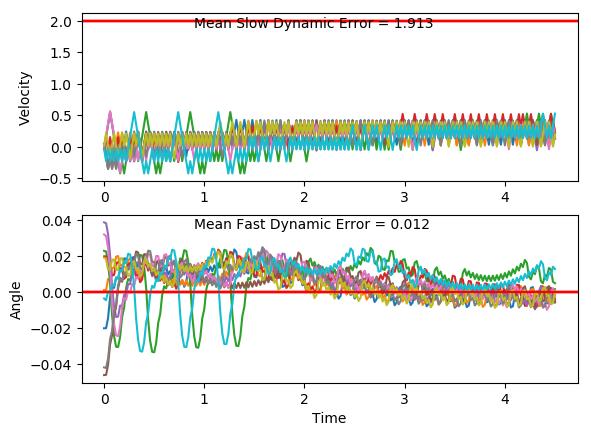 Mean Slow Dynamic Error = 1.913
2.0
1.5
1.0
0.5
0.0
−0.5
Velocity
0 1 2 3 4
Mean Fast Dynamic Error = 0.012
0.04
0.02
0.00
−0.02
−0.04
Angle
0 1 2 3 4
Time